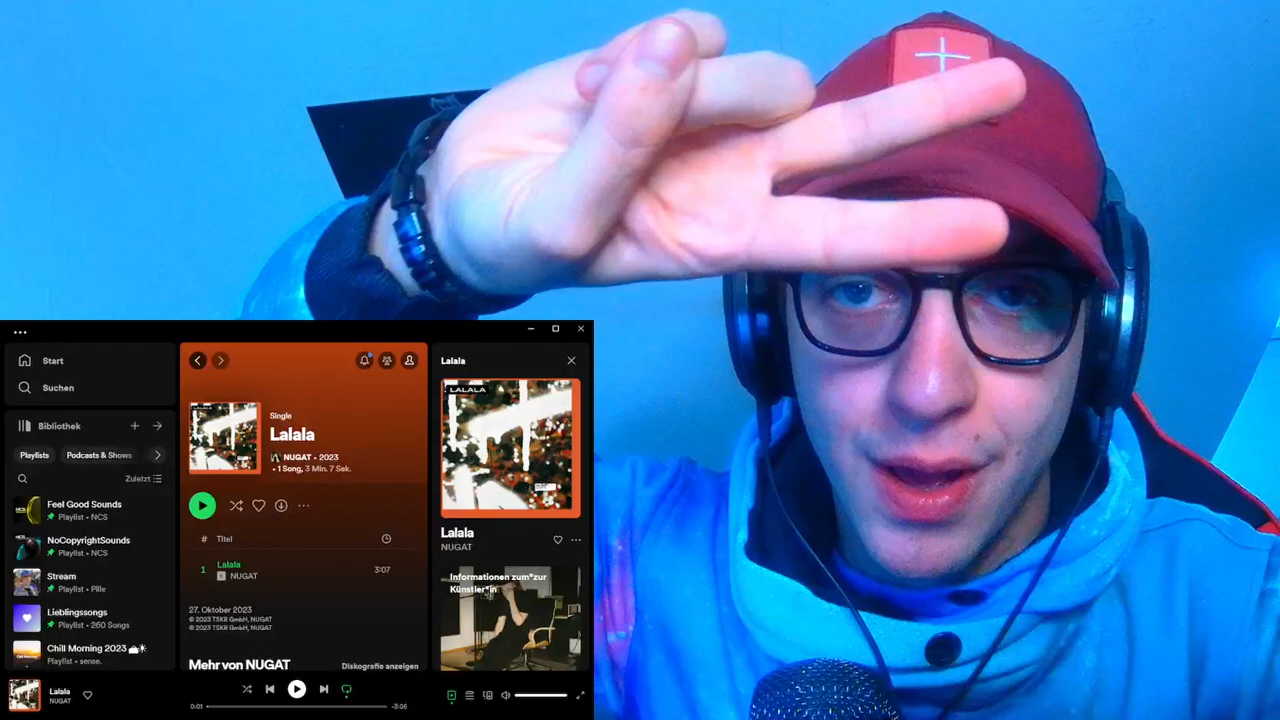 Start
Suchen
Bibliothek
Playlists
Podcasts & Shows
Zuletzt
Feel Good Sounds
Playlist • NCS
NoCopyrightSounds
Playlist • NCS
Stream
Playlist • Pille
Lieblingssongs
Playlist • 260 Songs
Chill Morning 2023 ☁☀
Playlist • sense.
Single
Lalala
NUGAT • 2023
• 1 Song, 3 Min. 7 Sek.
# Titel
1 Lalala 3:07
E NUGAT
27. Oktober 2023
© 2023 TSKR GmbH, NUGAT
℗ 2023 TSKR GmbH, NUGAT
Mehr von NUGAT
Diskografie anzeigen
Lalala
LALALA
Lalala
NUGAT
Informationen zum*zur
Künstler*in
Lalala
NUGAT
0:01
-3:06